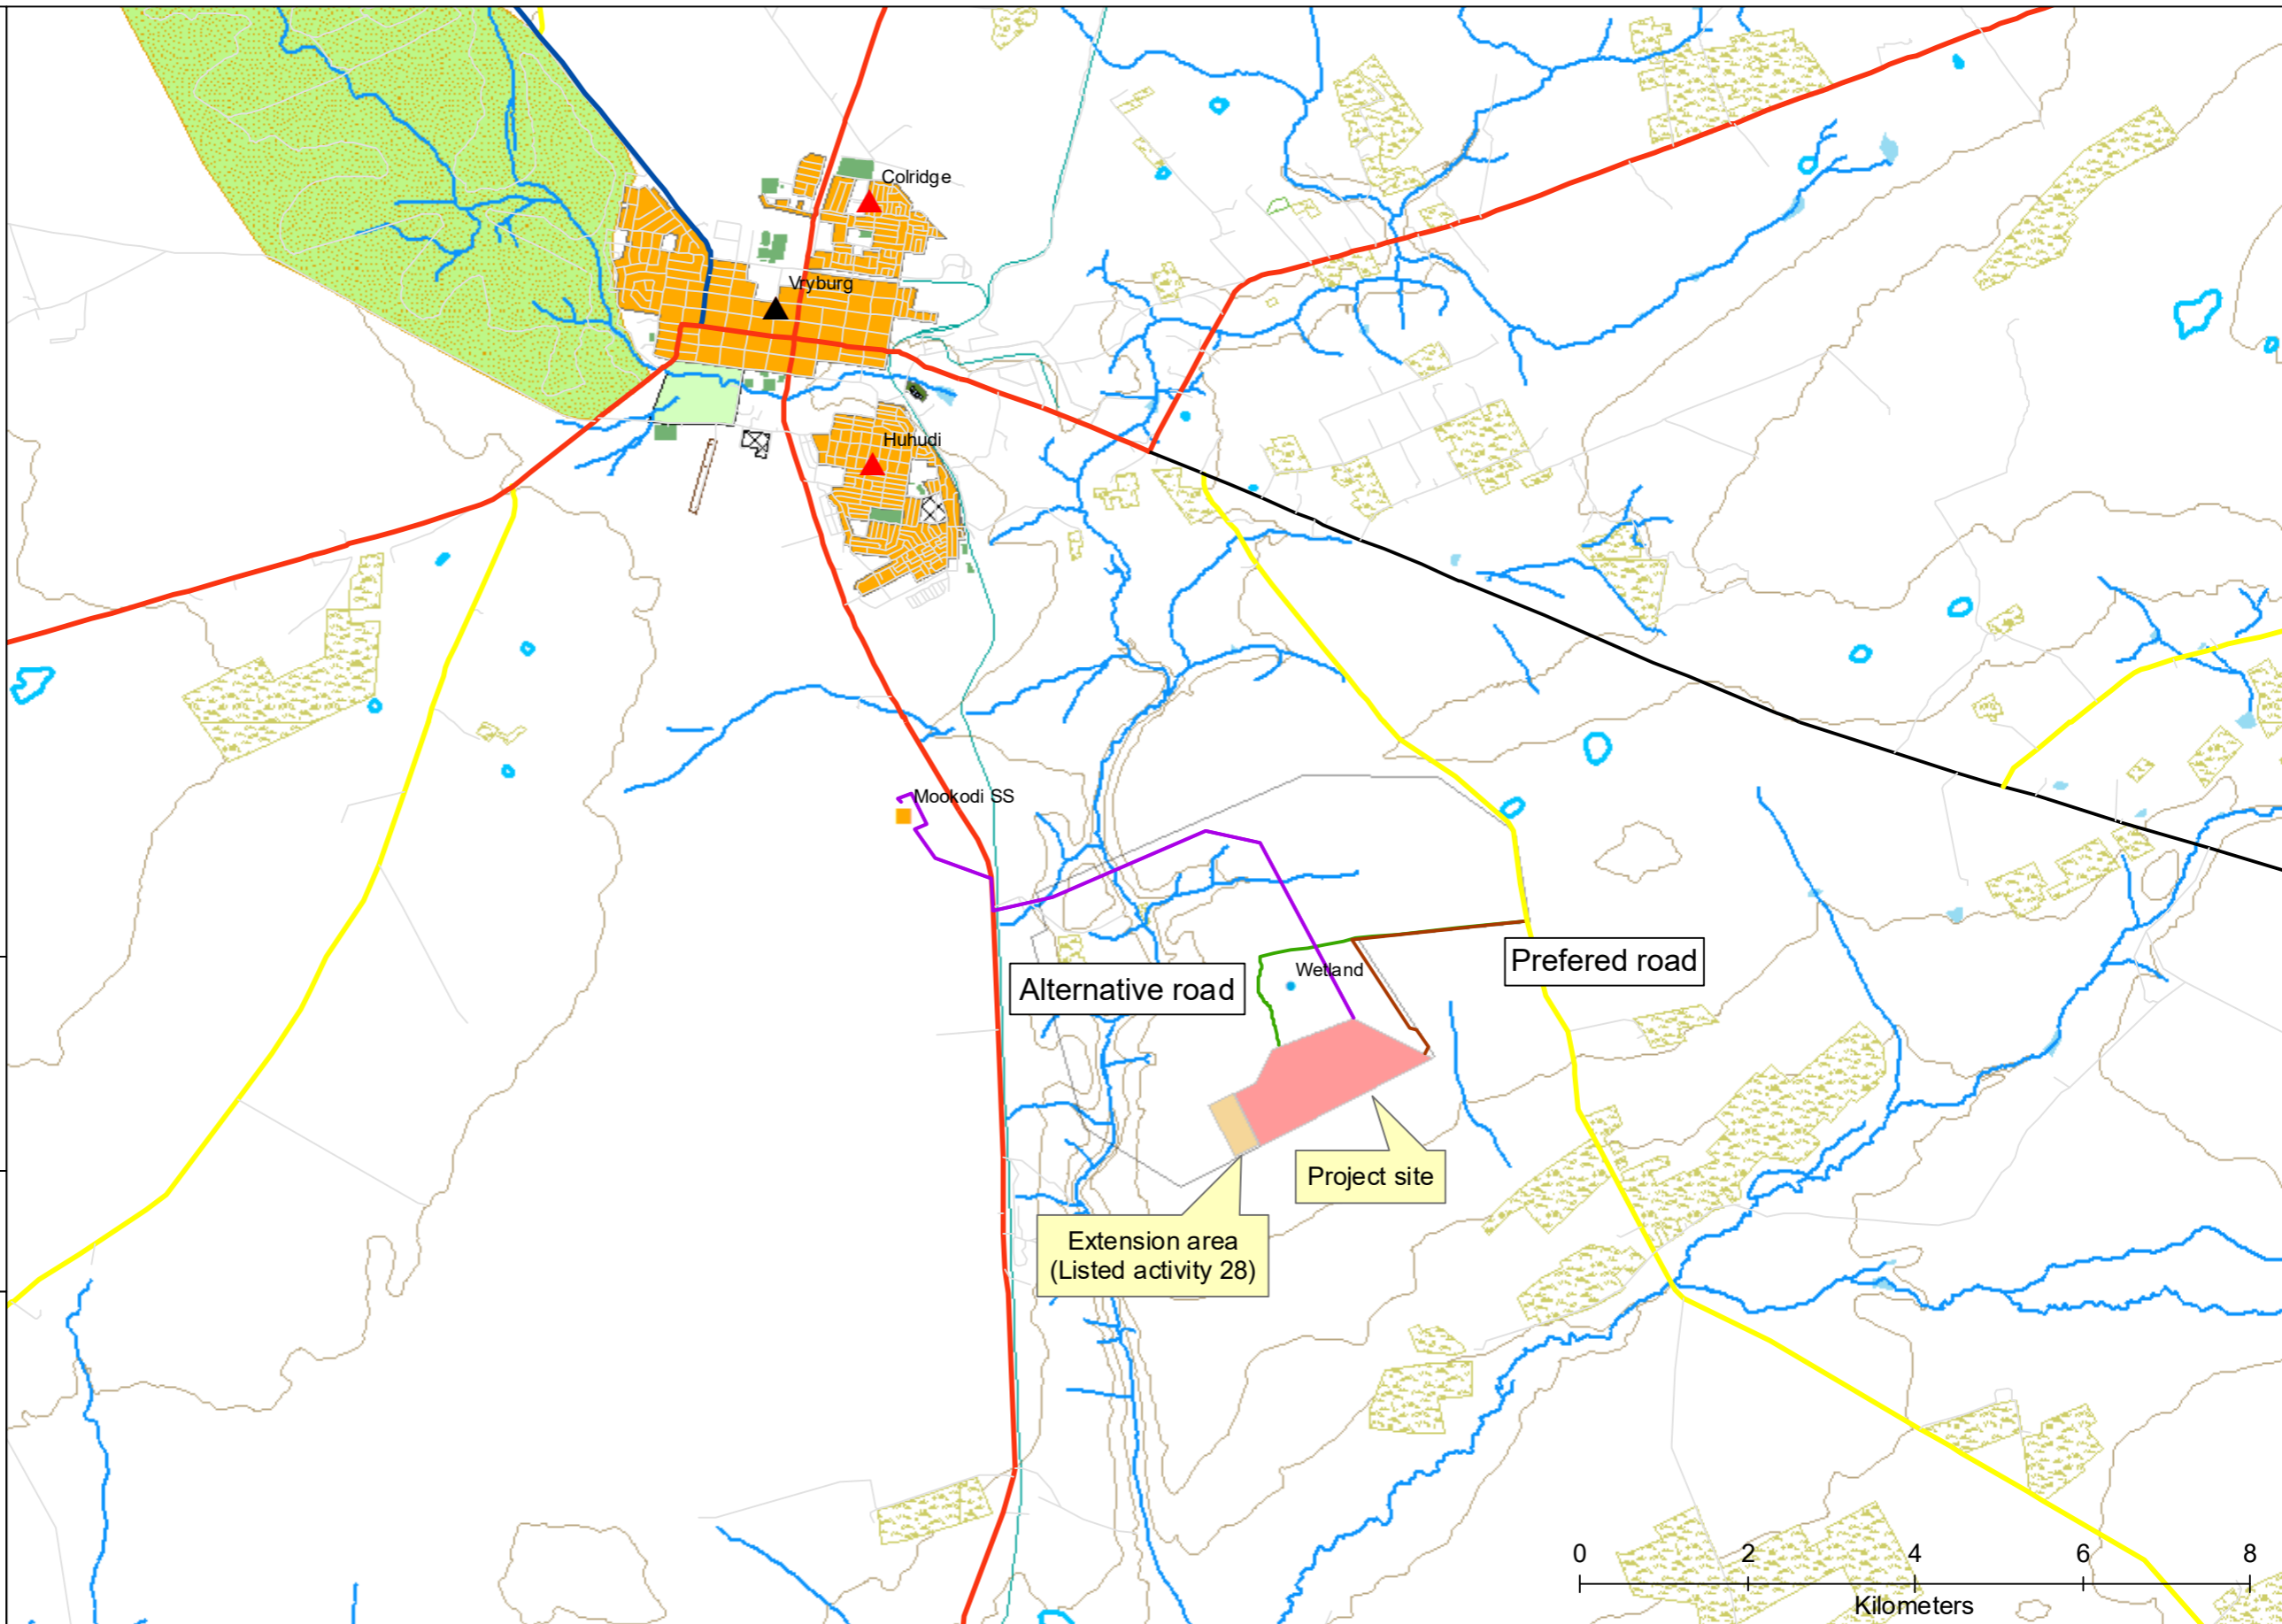 Colridge
Vryburg
Huhudi
Mookodi SS
Prefered road
Wetland
Alternative road
Project site
Extension area
(Listed activity 28)
0 2 4 6 8
Kilometers